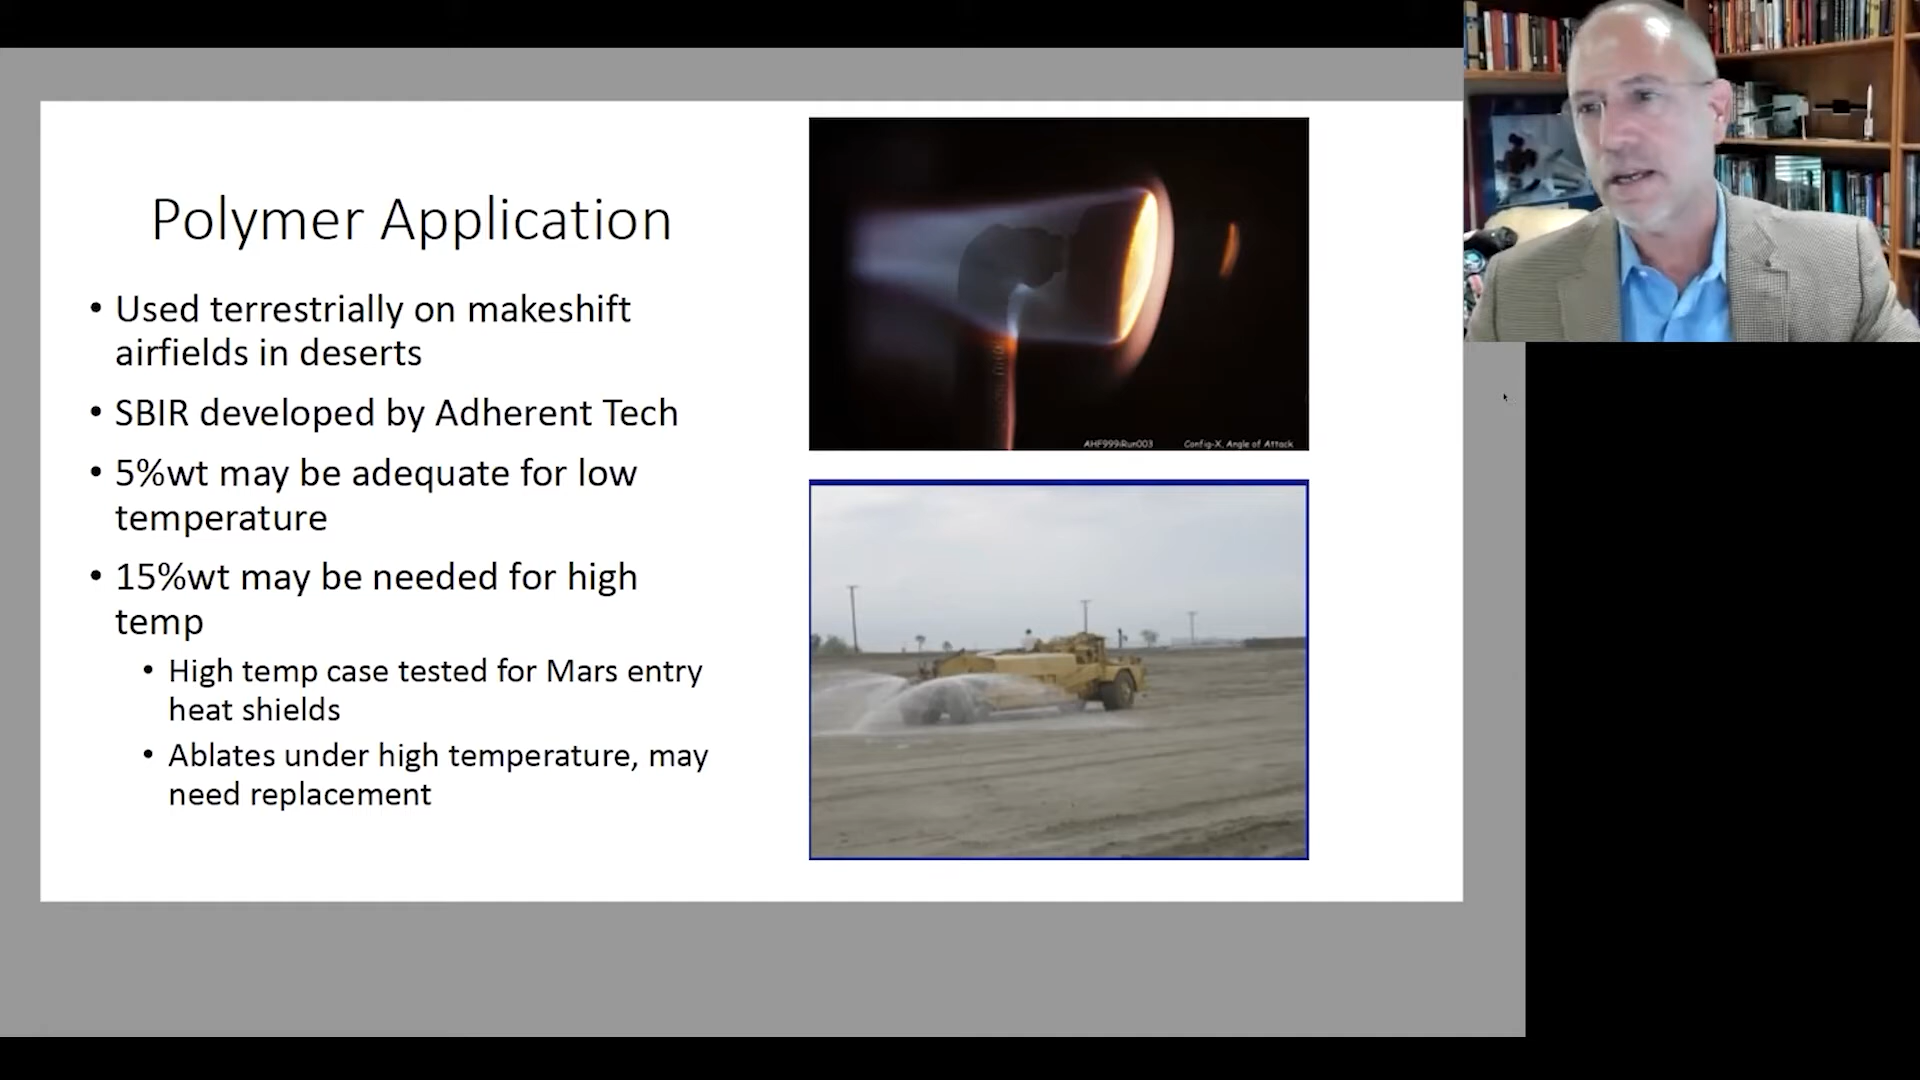 Polymer Application
• Used terrestrially on makeshift
airfields in deserts
• SBIR developed by Adherent Tech
• 5%wt may be adequate for low
temperature
• 15%wt may be needed for high
temp
• High temp case tested for Mars entry
heat shields
• Ablates under high temperature, may
need replacement
AHF999iRun003 Config-X, Angle of Attack